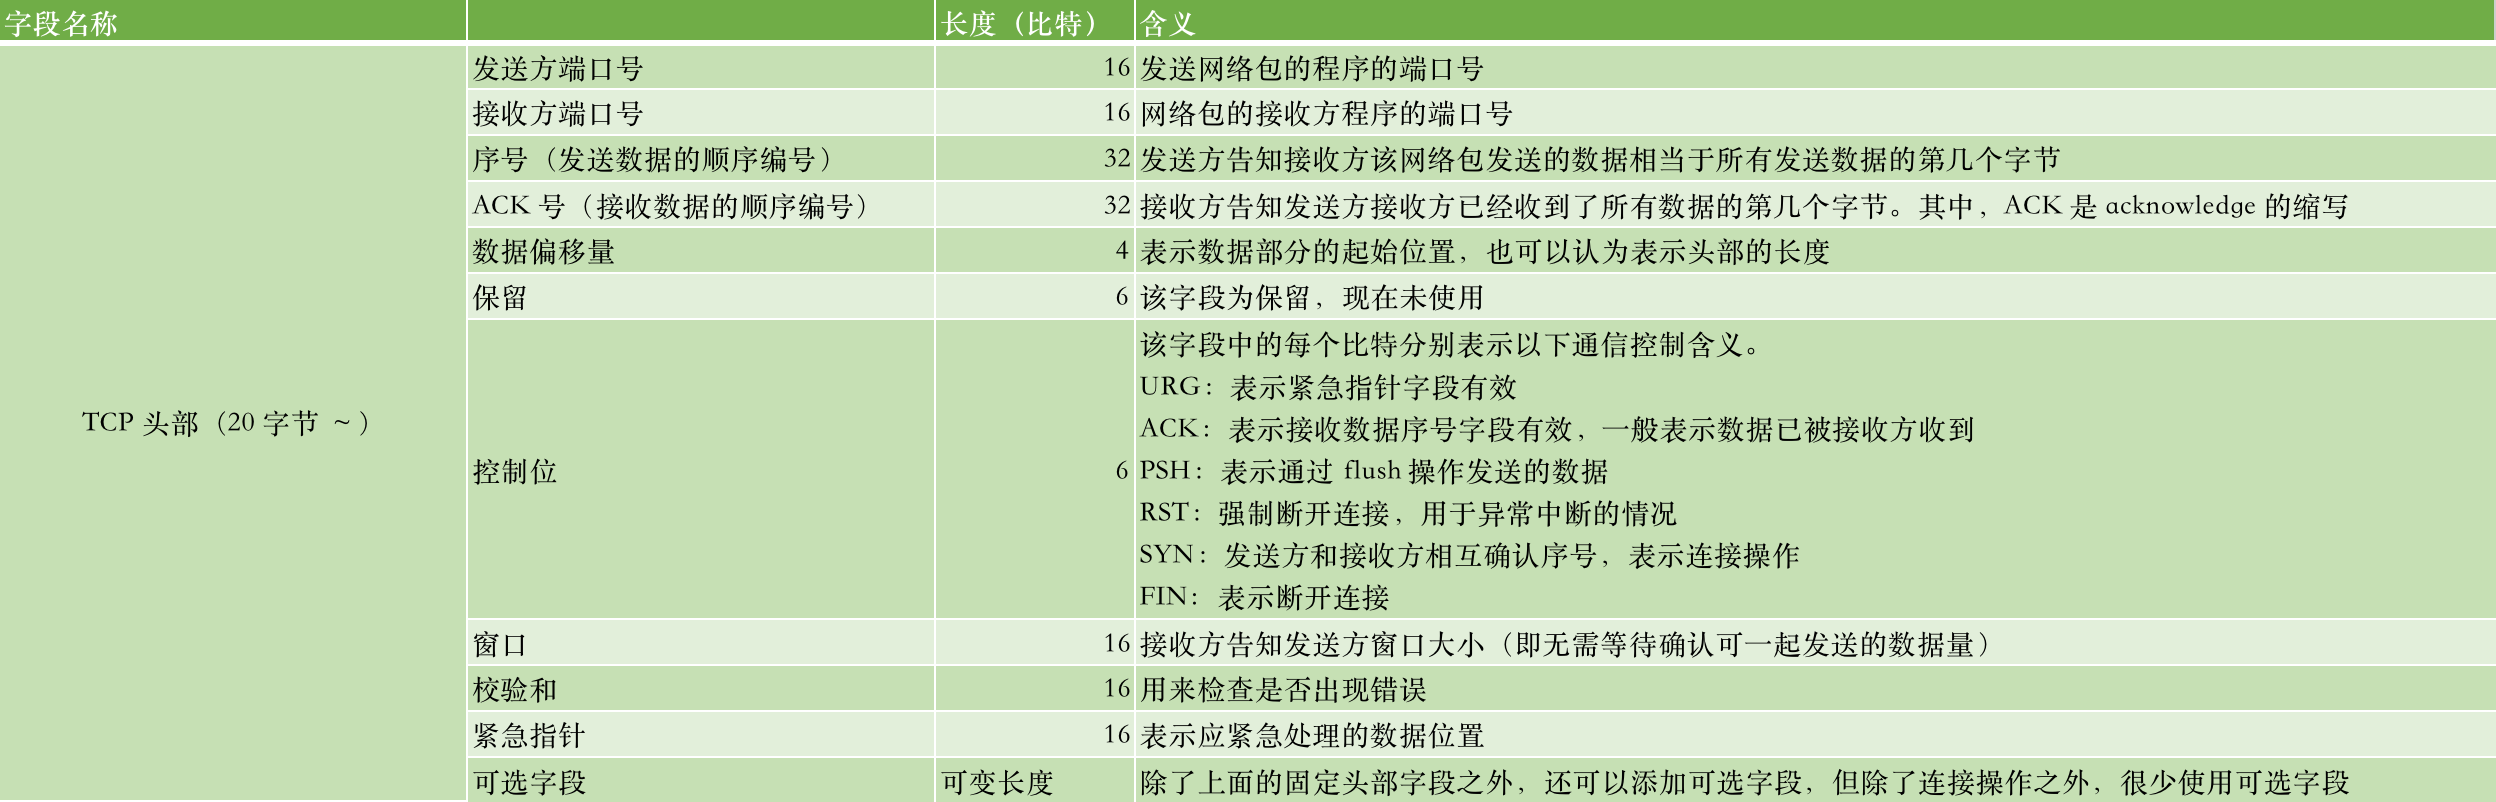 字段名称 长度（比特） 含义
发送方端口号 16 发送网络包的程序的端口号
接收方端口号 16 网络包的接收方程序的端口号
序号（发送数据的顺序编号） 32 发送方告知接收方该网络包发送的数据相当于所有发送数据的第几个字节
ACK 号（接收数据的顺序编号） 32 接收方告知发送方接收方已经收到了所有数据的第几个字节。其中，ACK 是 acknowledge 的缩写
数据偏移量 4 表示数据部分的起始位置，也可以认为表示头部的长度
保留 6 该字段为保留，现在未使用
TCP 头部（20 字节 ~ ）
控制位 6
该字段中的每个比特分别表示以下通信控制含义。
URG：表示紧急指针字段有效
ACK：表示接收数据序号字段有效，一般表示数据已被接收方收到
PSH：表示通过 flush 操作发送的数据
RST：强制断开连接，用于异常中断的情况
SYN：发送方和接收方相互确认序号，表示连接操作
FIN：表示断开连接
窗口 16 接收方告知发送方窗口大小（即无需等待确认可一起发送的数据量）
校验和 16 用来检查是否出现错误
紧急指针 16 表示应紧急处理的数据位置
可选字段 可变长度 除了上面的固定头部字段之外，还可以添加可选字段，但除了连接操作之外，很少使用可选字段